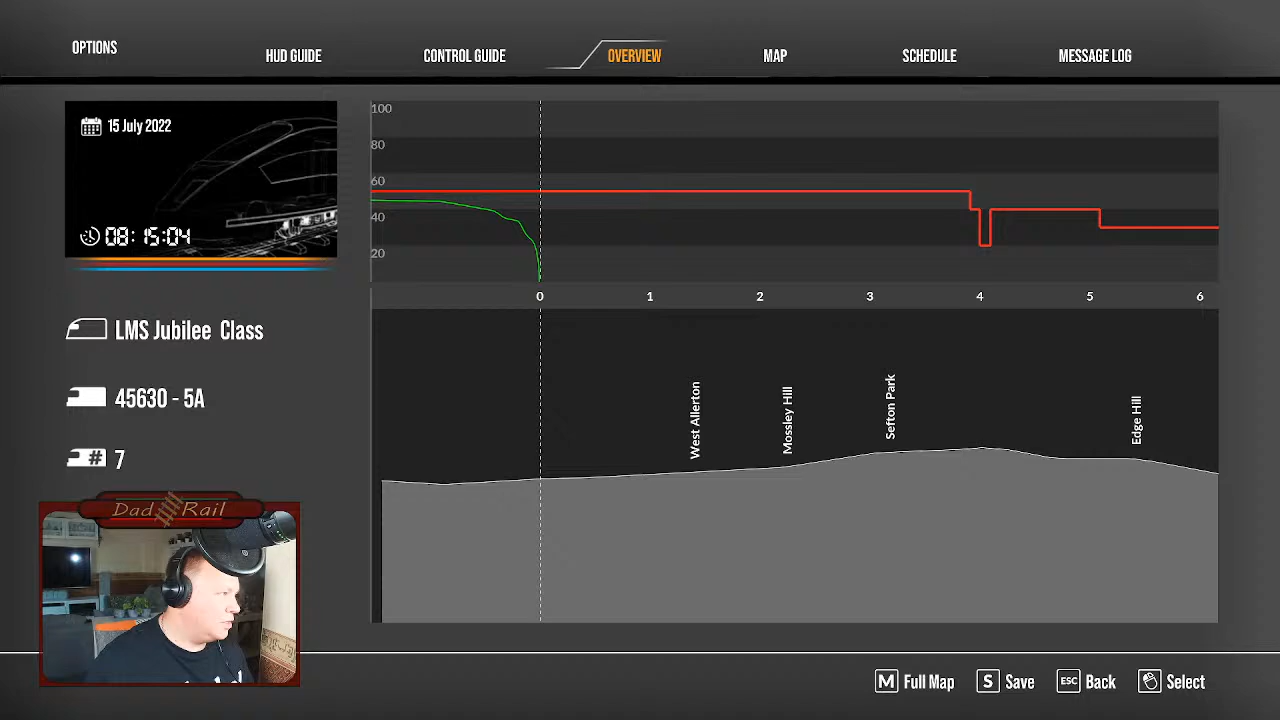 OPTIONS
HUD GUIDE
CONTROL GUIDE
OVERVIEW
MAP
SCHEDULE
MESSAGE LOG
15 July 2022
08:15:04
LMS Jubilee Class
45630 - 5A
# 7
100
80
60
40
20
0 1 2 3 4 5 6
West Allerton
Mossley Hill
Sefton Park
Edge Hill
Dad Rail
M Full Map
S Save
ESC Back
Select